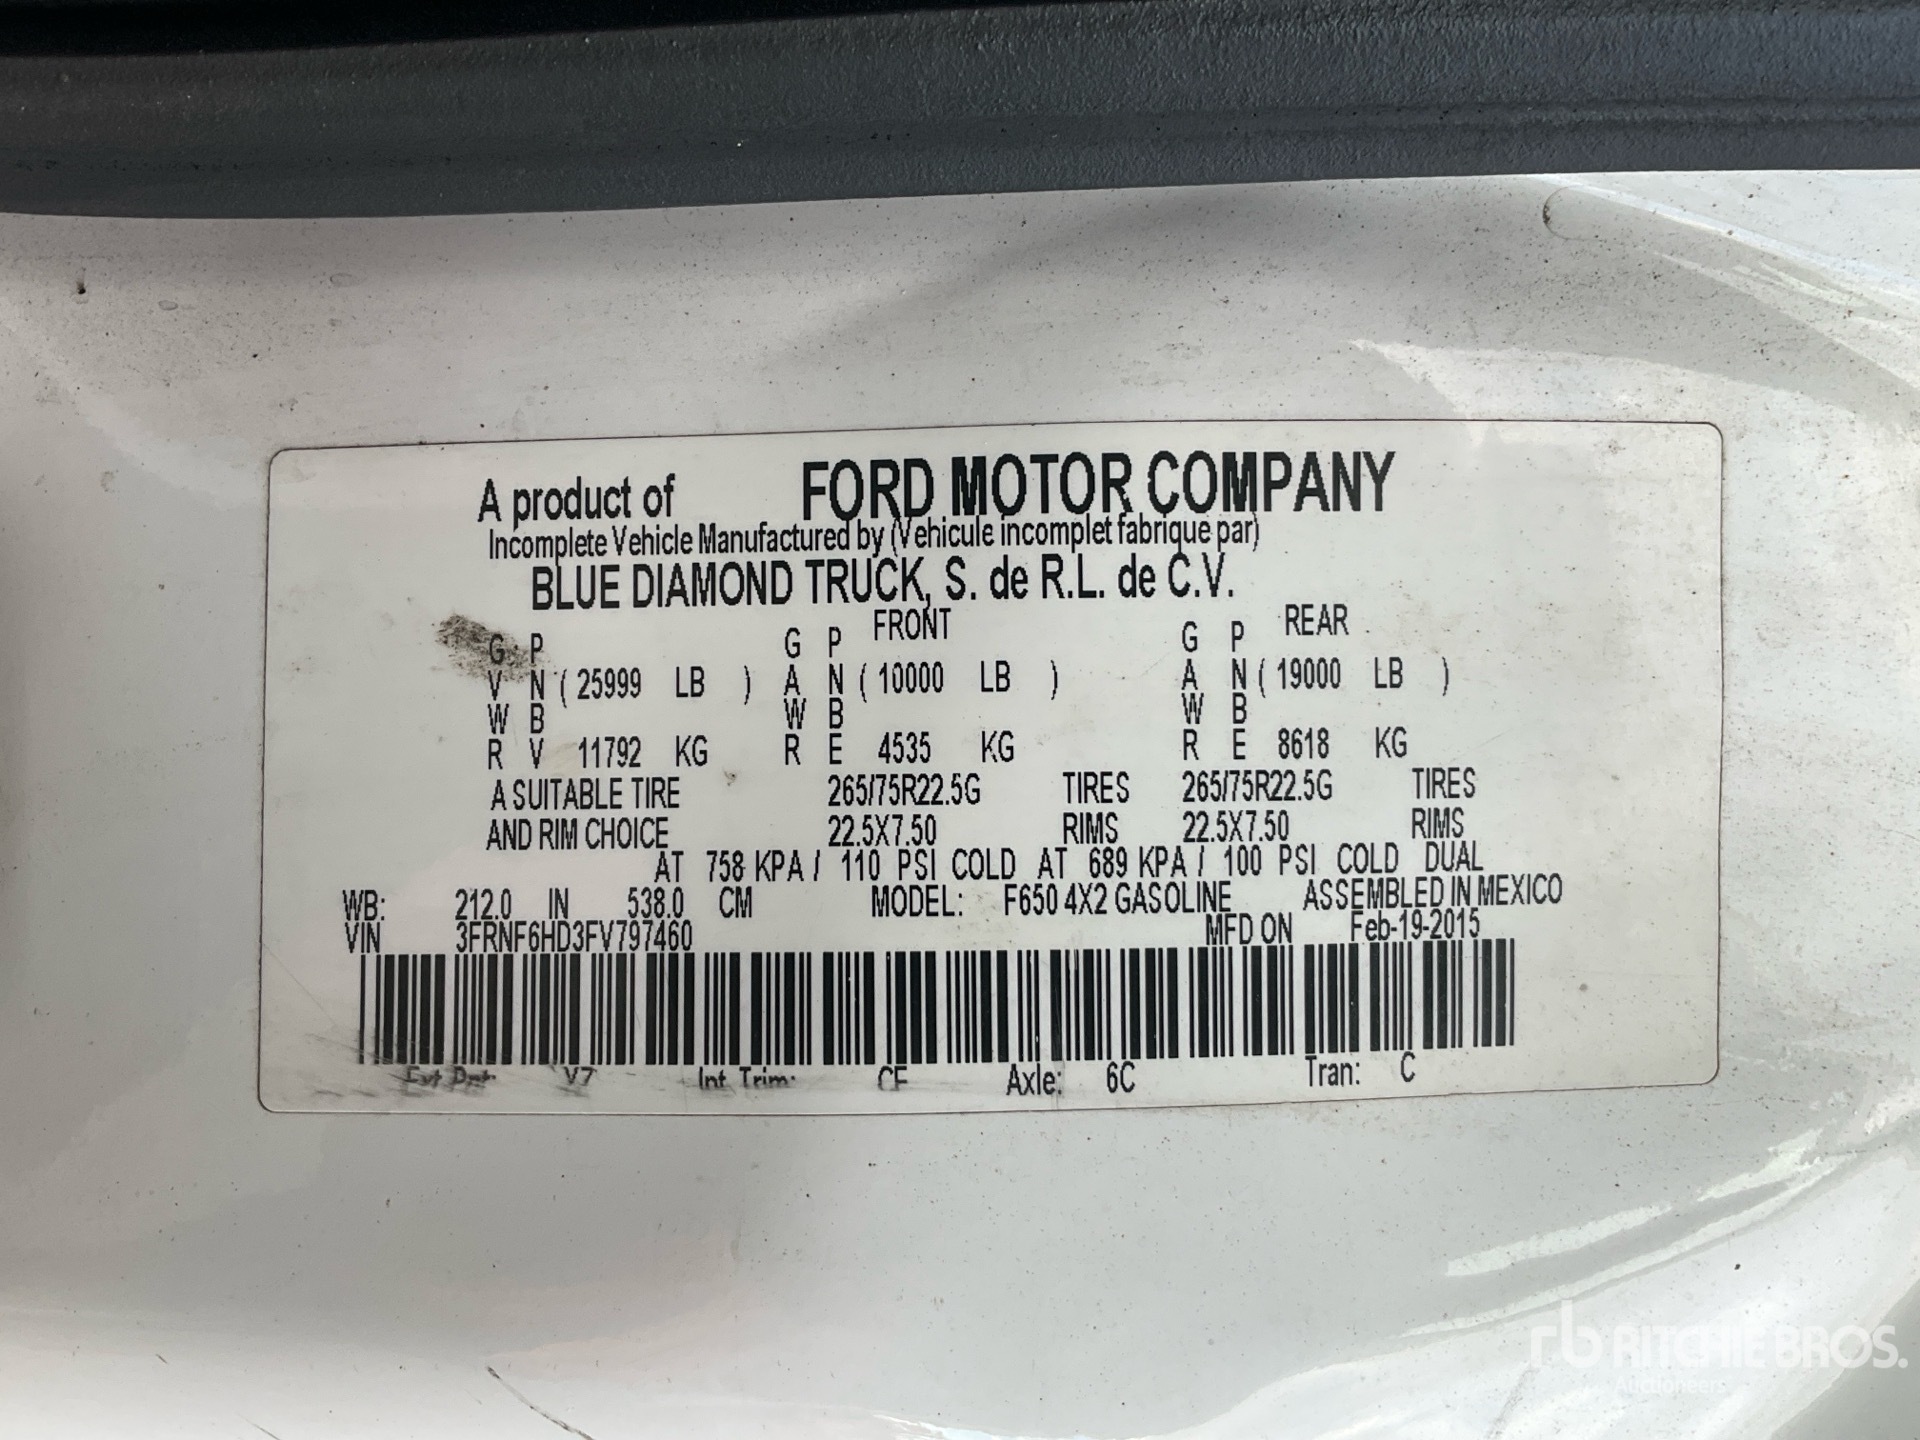 A product of FORD MOTOR COMPANY
Incomplete Vehicle Manufactured by (Vehicule incomplet fabrique par)
BLUE DIAMOND TRUCK, S. de R.L. de C.V.
G P G P FRONT G P REAR
V N ( 25999 LB ) A N ( 10000 LB ) A N ( 19000 LB )
W B W B W B
R V 11792 KG R E 4535 KG R E 8618 KG
A SUITABLE TIRE 265/75R22.5G TIRES 265/75R22.5G TIRES
AND RIM CHOICE 22.5X7.50 RIMS 22.5X7.50 RIMS
AT 758 KPA / 110 PSI COLD AT 689 KPA / 100 PSI COLD DUAL
WB: 212.0 IN 538.0 CM MODEL: F650 4X2 GASOLINE ASSEMBLED IN MEXICO
VIN 3FRNF6HD3FV797460 MFD ON Feb-19-2015
Ext Pnt: V7 Int Trim: CF Axle: 6C Tran: C
rb RITCHIE BROS.
Auctioneers